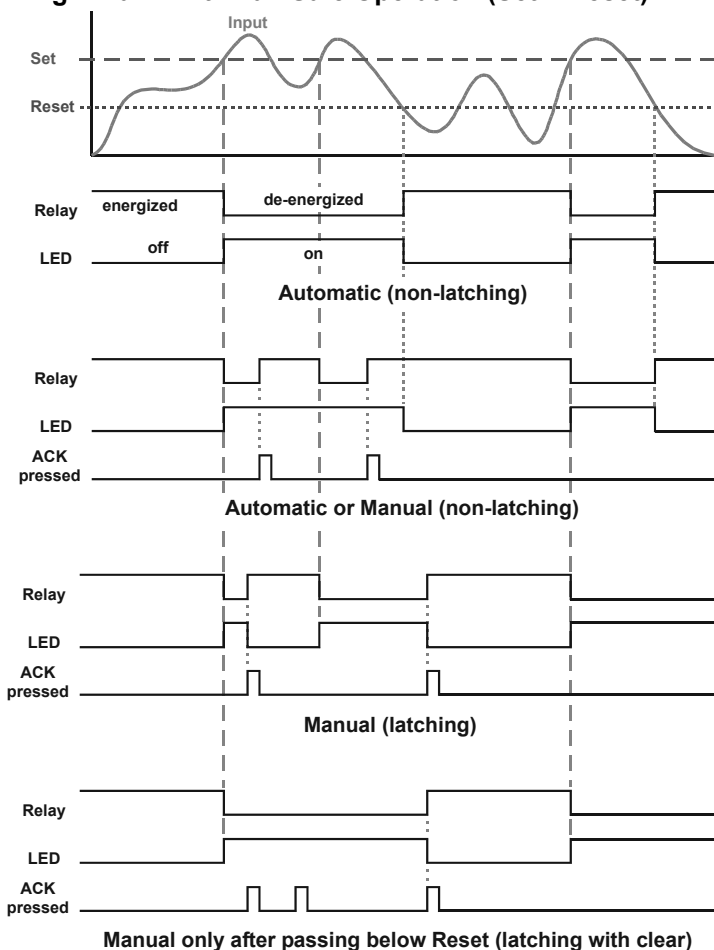 Input
Set
Reset
Relay energized de-energized
LED off on
Automatic (non-latching)
Relay
LED
ACK
pressed
Automatic or Manual (non-latching)
Relay
LED
ACK
pressed
Manual (latching)
Relay
LED
ACK
pressed
Manual only after passing below Reset (latching with clear)